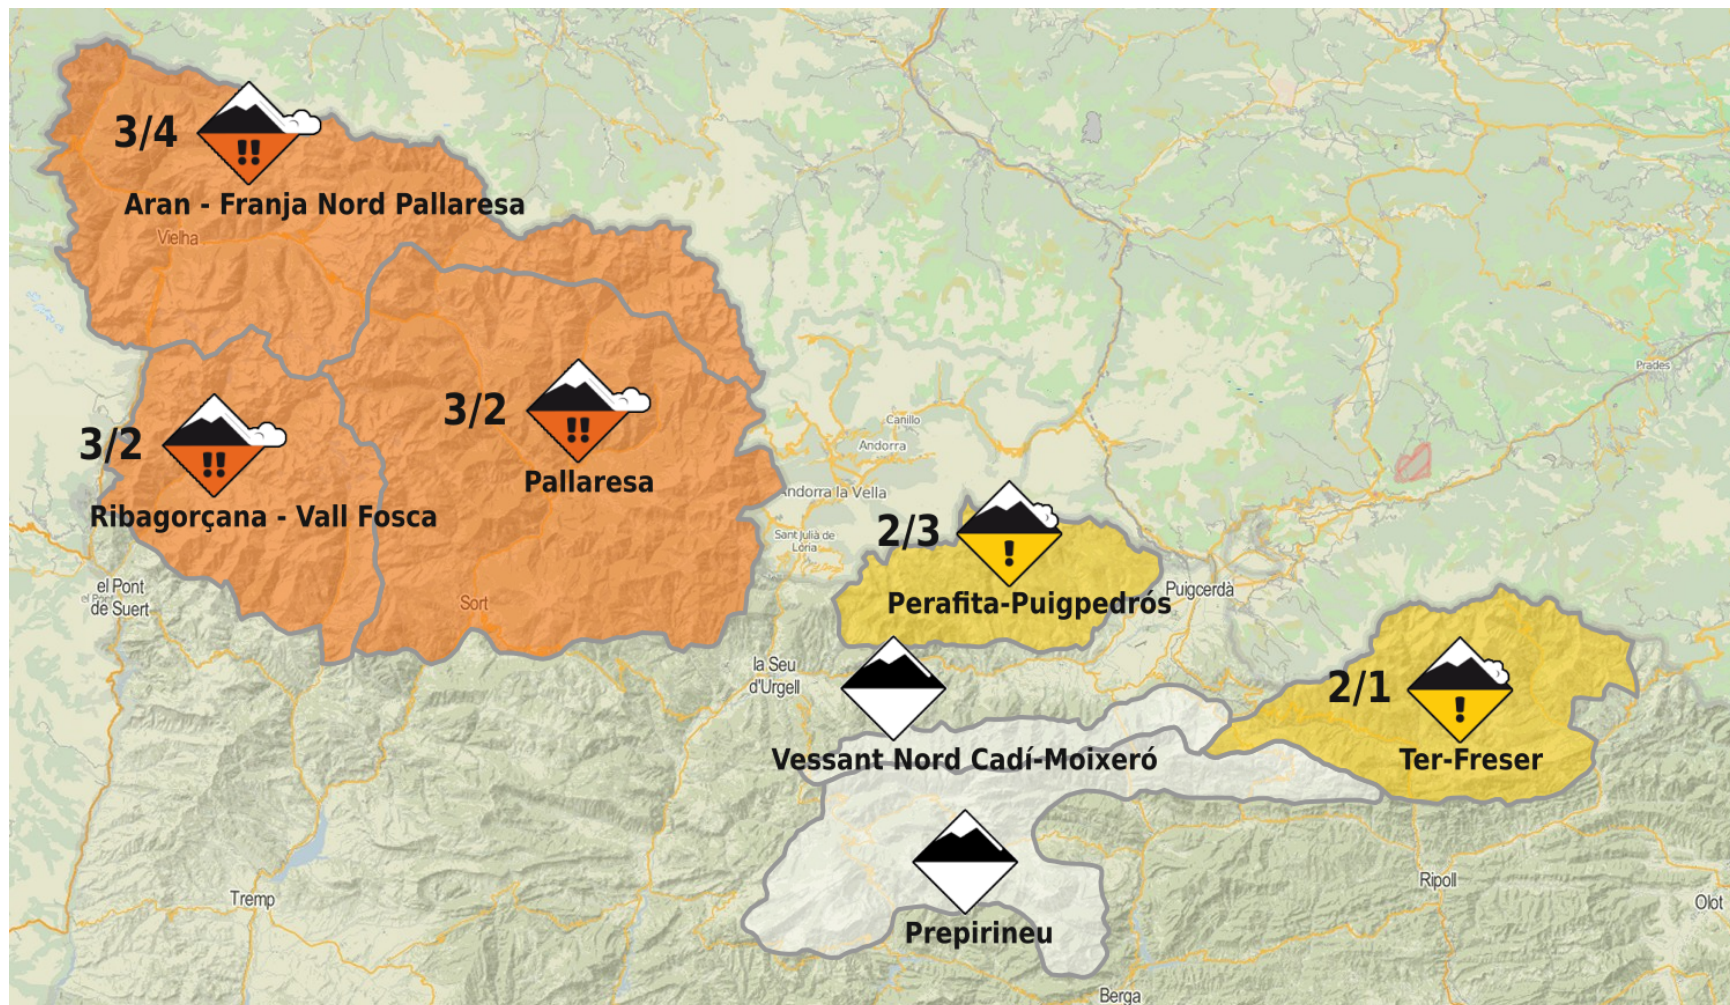 3/4
!!
Aran - Franja Nord Pallaresa
Vielha
3/2
!!
Ribagorçana - Vall Fosca
3/2
!!
Pallaresa
Prades
Canillo
Andorra
Andorra la Vella
Sant Julià de
Lòria
2/3
!
Perafita-Puigpedrós
Puigcerdà
el Pont
de Suert
Sort
la Seu
d'Urgell
Vessant Nord Cadí-Moixeró
2/1
!
Ter-Freser
Prepirineu
Tremp
Ripoll
Olot
Berga